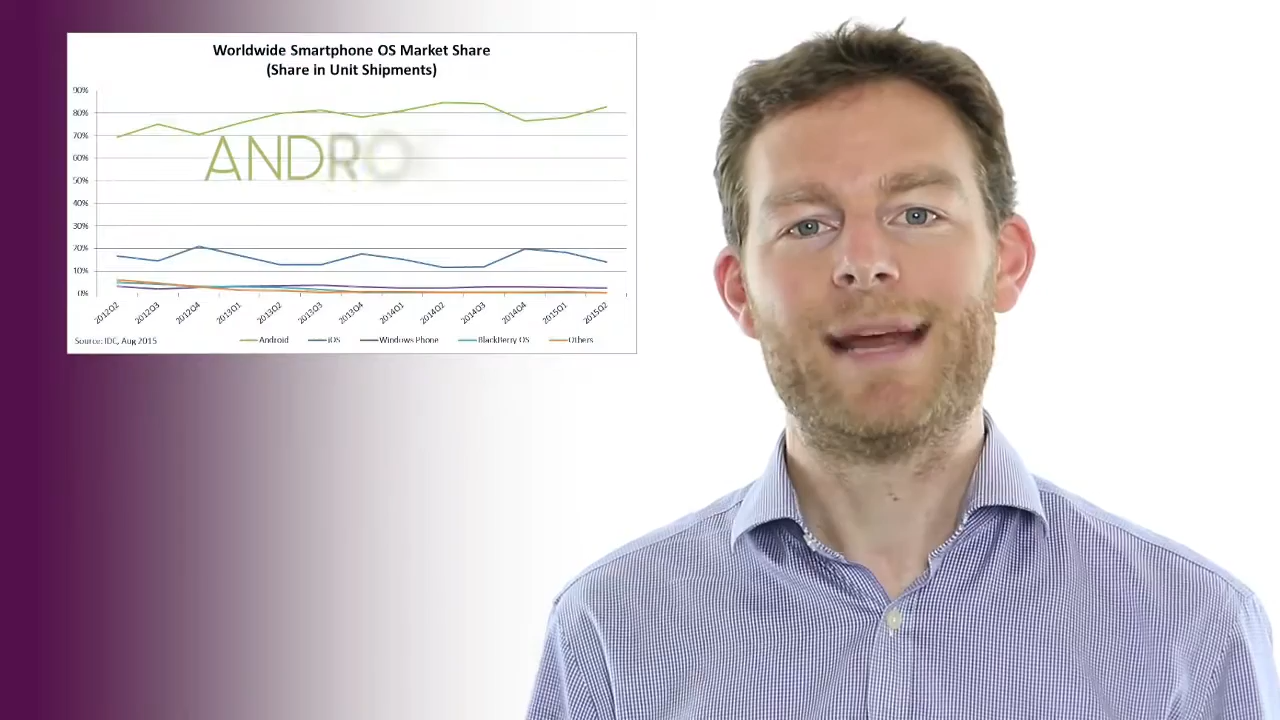 Worldwide Smartphone OS Market Share
(Share in Unit Shipments)
90%
80%
70%
60%
50%
40%
30%
20%
10%
0%
ANDRO
2012Q2 2012Q3 2012Q4 2013Q1 2013Q2 2013Q3 2013Q4 2014Q1 2014Q2 2014Q3 2014Q4 2015Q1 2015Q2
Source: IDC, Aug 2015 Android iOS Windows Phone BlackBerry OS Others